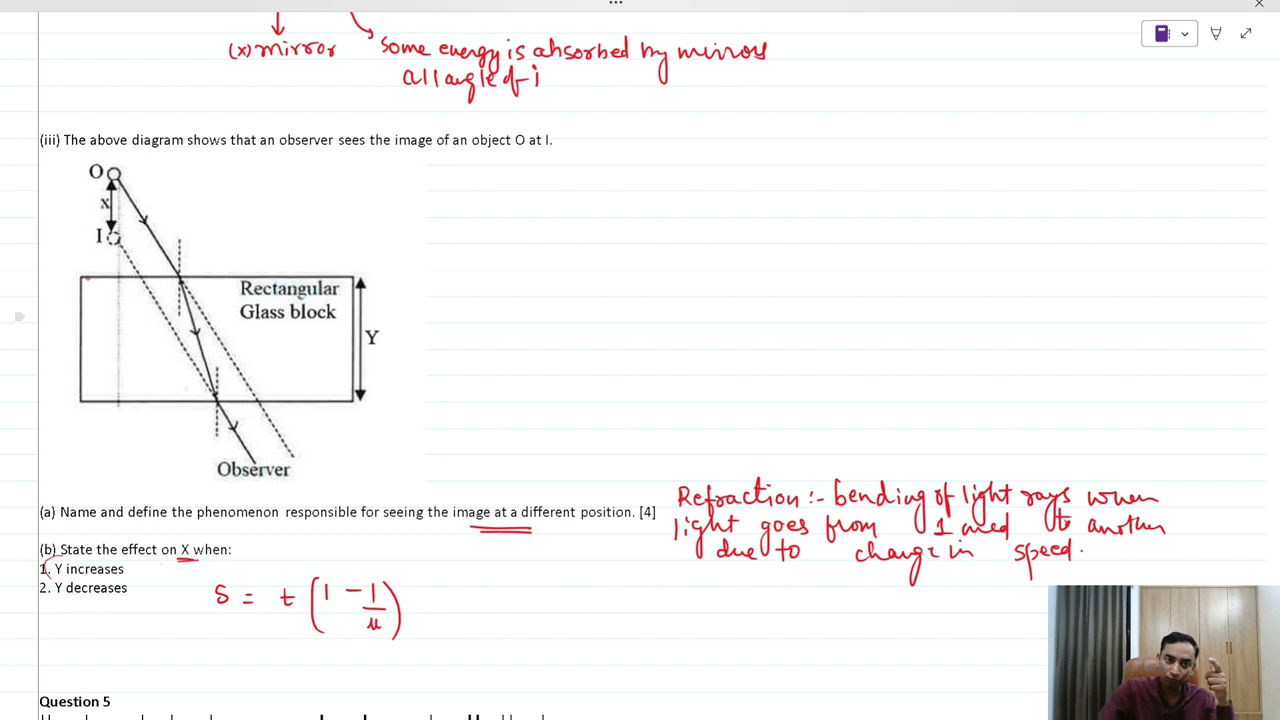 (x) mirror
Some energy is absorbed by mirror
all angle of i
(iii) The above diagram shows that an observer sees the image of an object O at I.
O
x
I
Rectangular
Glass block
Y
Observer
(a) Name and define the phenomenon responsible for seeing the image at a different position. [4]
Refraction :- bending of light rays when
light goes from 1 med to another
due to change in speed.
(b) State the effect on X when:
1. Y increases
2. Y decreases
S = t (1 - 1/u)
Question 5